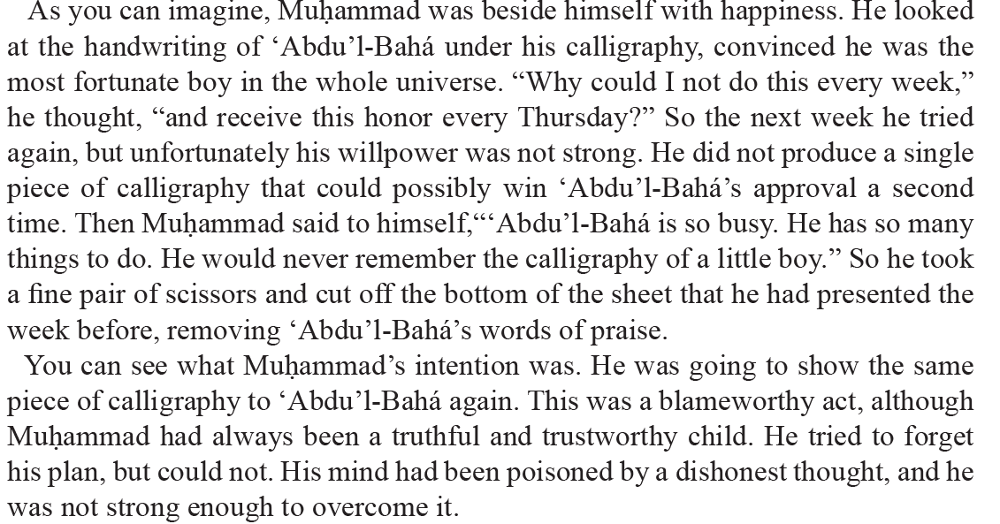 As you can imagine, Muḥammad was beside himself with happiness. He looked
at the handwriting of ‘Abdu’l-Bahá under his calligraphy, convinced he was the
most fortunate boy in the whole universe. “Why could I not do this every week,”
he thought, “and receive this honor every Thursday?” So the next week he tried
again, but unfortunately his willpower was not strong. He did not produce a single
piece of calligraphy that could possibly win ‘Abdu’l-Bahá’s approval a second
time. Then Muḥammad said to himself,“‘Abdu’l-Bahá is so busy. He has so many
things to do. He would never remember the calligraphy of a little boy.” So he took
a fine pair of scissors and cut off the bottom of the sheet that he had presented the
week before, removing ‘Abdu’l-Bahá’s words of praise.
You can see what Muḥammad’s intention was. He was going to show the same
piece of calligraphy to ‘Abdu’l-Bahá again. This was a blameworthy act, although
Muḥammad had always been a truthful and trustworthy child. He tried to forget
his plan, but could not. His mind had been poisoned by a dishonest thought, and he
was not strong enough to overcome it.